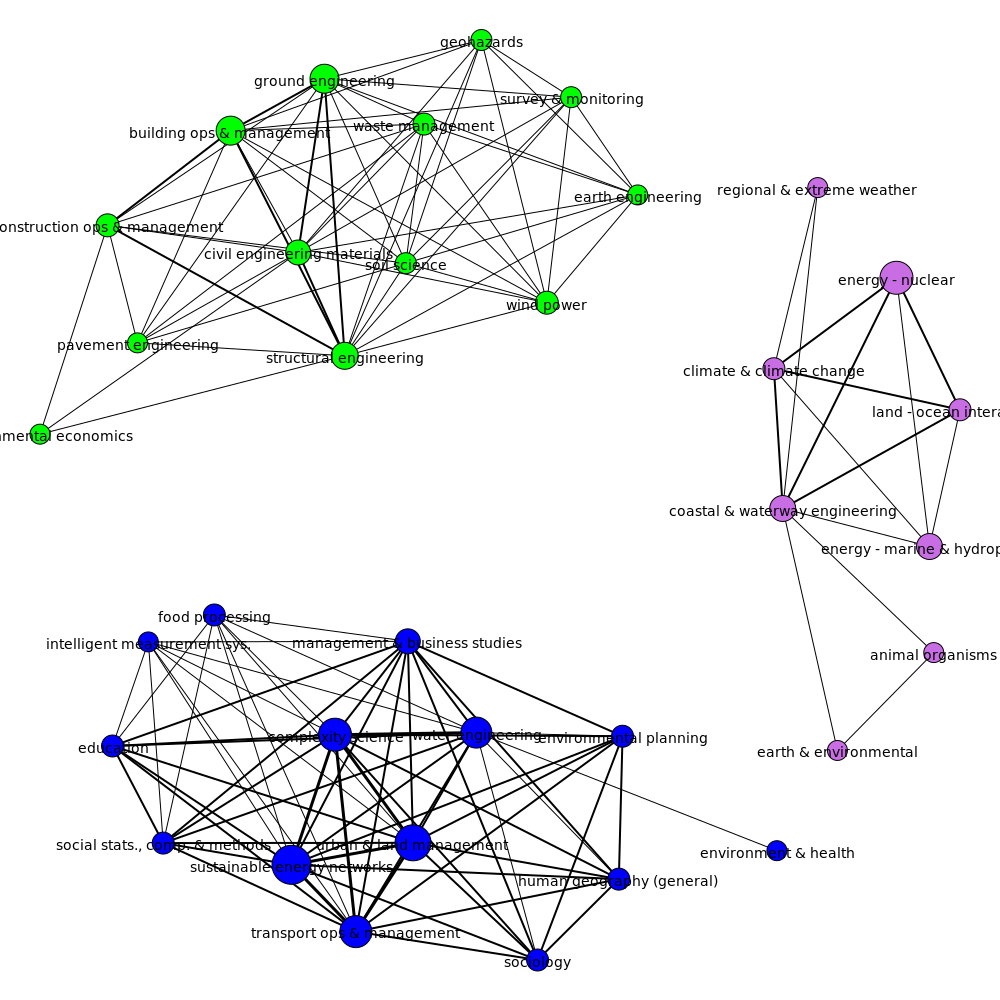 geohazards
ground engineering
survey & monitoring
building ops & management
waste management
regional & extreme weather
earth engineering
onstruction ops & management
civil engineering materials
soil science
energy - nuclear
wind power
pavement engineering
structural engineering
climate & climate change
land - ocean intera
mental economics
coastal & waterway engineering
energy - marine & hydrop
food processing
intelligent measurement sys.
management & business studies
animal organisms
education
complexity science
water engineering
environmental planning
earth & environmental
social stats., comp. & methods
urban & land management
environment & health
sustainable energy networks
human geography (general)
transport ops & management
sociology